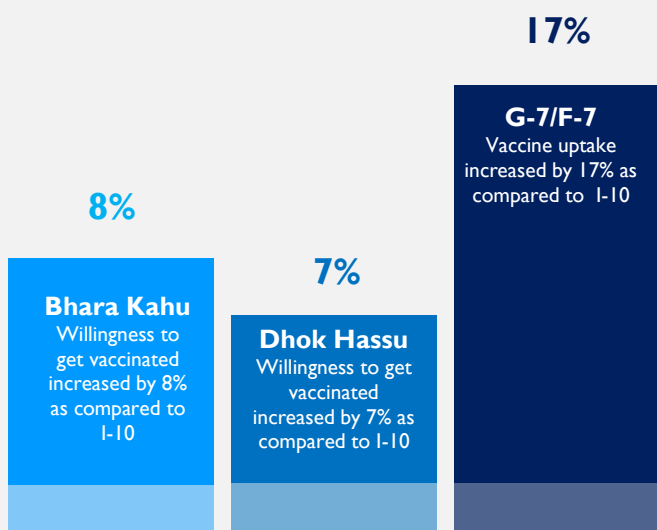 17%
G-7/F-7
Vaccine uptake
increased by 17% as
compared to I-10
8%
Bhara Kahu
Willingness to
get vaccinated
increased by 8%
as compared to
I-10
7%
Dhok Hassu
Willingness to get
vaccinated
increased by 7% as
compared to I-10